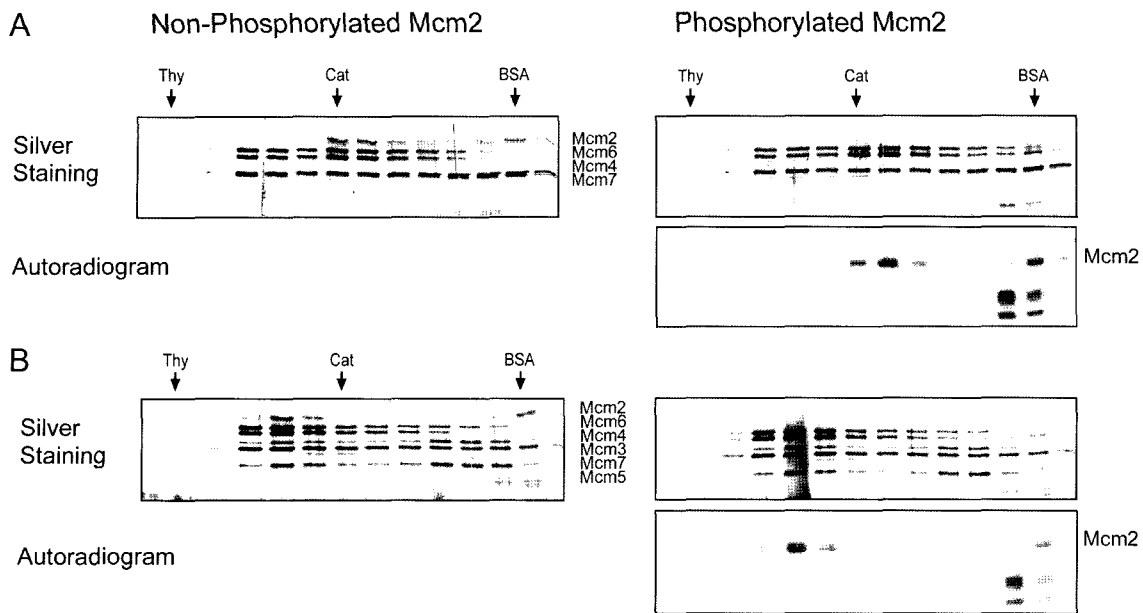 A
Non-Phosphorylated Mcm2
Phosphorylated Mcm2
Thy
Cat
BSA
Thy
Cat
BSA
Silver
Staining
Mcm2
Mcm6
Mcm4
Mcm7
Autoradiogram
Mcm2
B
Thy
Cat
BSA
Silver
Staining
Mcm2
Mcm6
Mcm4
Mcm3
Mcm7
Mcm5
Autoradiogram
Mcm2